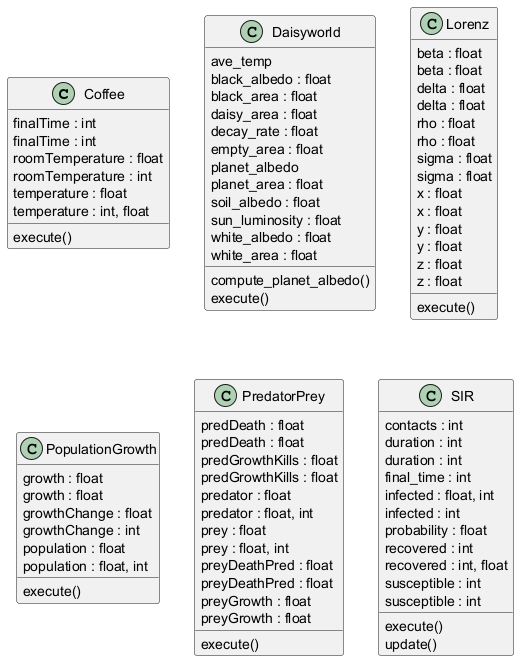 C Coffee
finalTime : int
finalTime : int
roomTemperature : float
roomTemperature : int
temperature : float
temperature : int, float
execute()
C Daisyworld
ave_temp
black_albedo : float
black_area : float
daisy_area : float
decay_rate : float
empty_area : float
planet_albedo
planet_area : float
soil_albedo : float
sun_luminosity : float
white_albedo : float
white_area : float
compute_planet_albedo()
execute()
C Lorenz
beta : float
beta : float
delta : float
delta : float
rho : float
rho : float
sigma : float
sigma : float
x : float
x : float
y : float
y : float
z : float
z : float
execute()
C PopulationGrowth
growth : float
growth : float
growthChange : float
growthChange : int
population : float
population : float, int
execute()
C PredatorPrey
predDeath : float
predDeath : float
predGrowthKills : float
predGrowthKills : float
predator : float
predator : float, int
prey : float
prey : float, int
preyDeathPred : float
preyDeathPred : float
preyGrowth : float
preyGrowth : float
execute()
C SIR
contacts : int
duration : int
duration : int
final_time : int
infected : float, int
infected : int
probability : float
recovered : int
recovered : int, float
susceptible : int
susceptible : int
execute()
update()